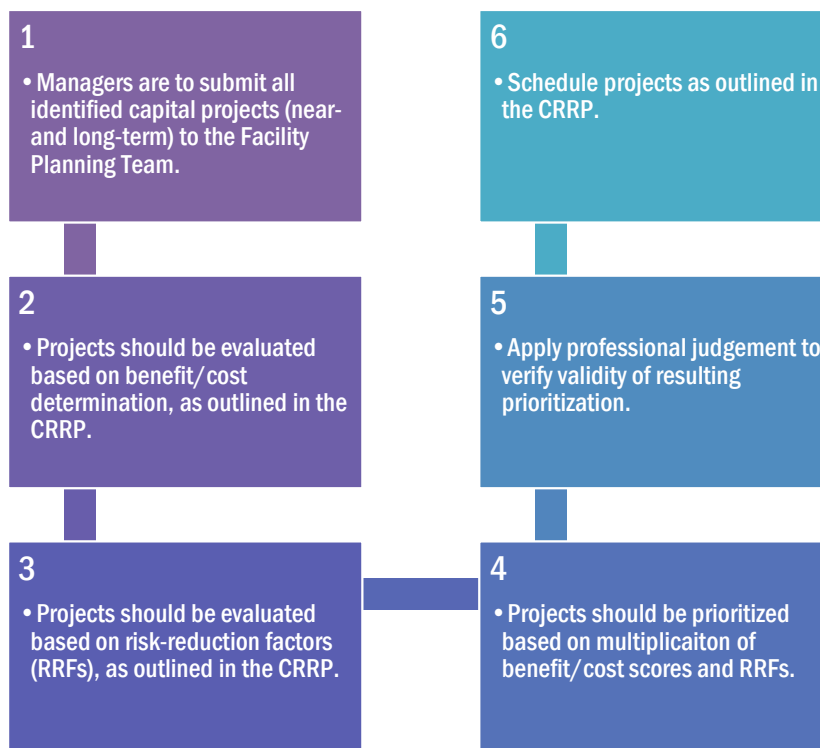 1
• Managers are to submit all
identified capital projects (near-
and long-term) to the Facility
Planning Team.
2
• Projects should be evaluated
based on benefit/cost
determination, as outlined in the
CRRP.
3
• Projects should be evaluated
based on risk-reduction factors
(RRFs), as outlined in the CRRP.
4
• Projects should be prioritized
based on multiplicaiton of
benefit/cost scores and RRFs.
5
• Apply professional judgement to
verify validity of resulting
prioritization.
6
• Schedule projects as outlined in
the CRRP.